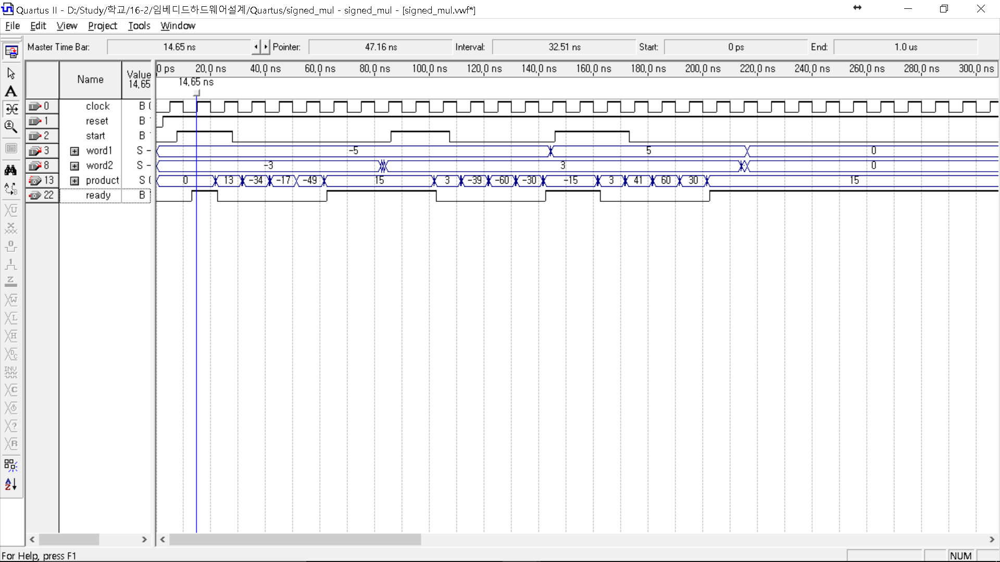 Quartus II - D:/Study/학교/16-2/임베디드하드웨어설계/Quartus/signed_mul - signed_mul - [signed_mul.vwf*]
File Edit View Project Tools Window
Master Time Bar: 14.65 ns Pointer: 47.16 ns Interval: 32.51 ns Start: 0 ps End: 1.0 us
Name Value 0 ps 20,0 ns 40,0 ns 60,0 ns 80,0 ns 100,0 ns 120,0 ns 140,0 ns 160,0 ns 180,0 ns 200,0 ns 220,0 ns 240,0 ns 260,0 ns 280,0 ns 300,0 ns
14,65 14,65 ns
0 clock B
1 reset B
2 start B
3 word1 S - -5 5 0
8 word2 S - -3 3 0
13 product S 0 13 -34 -17 -49 15 3 -39 -60 -30 -15 3 41 60 30 15
22 ready B
For Help, press F1 NUM